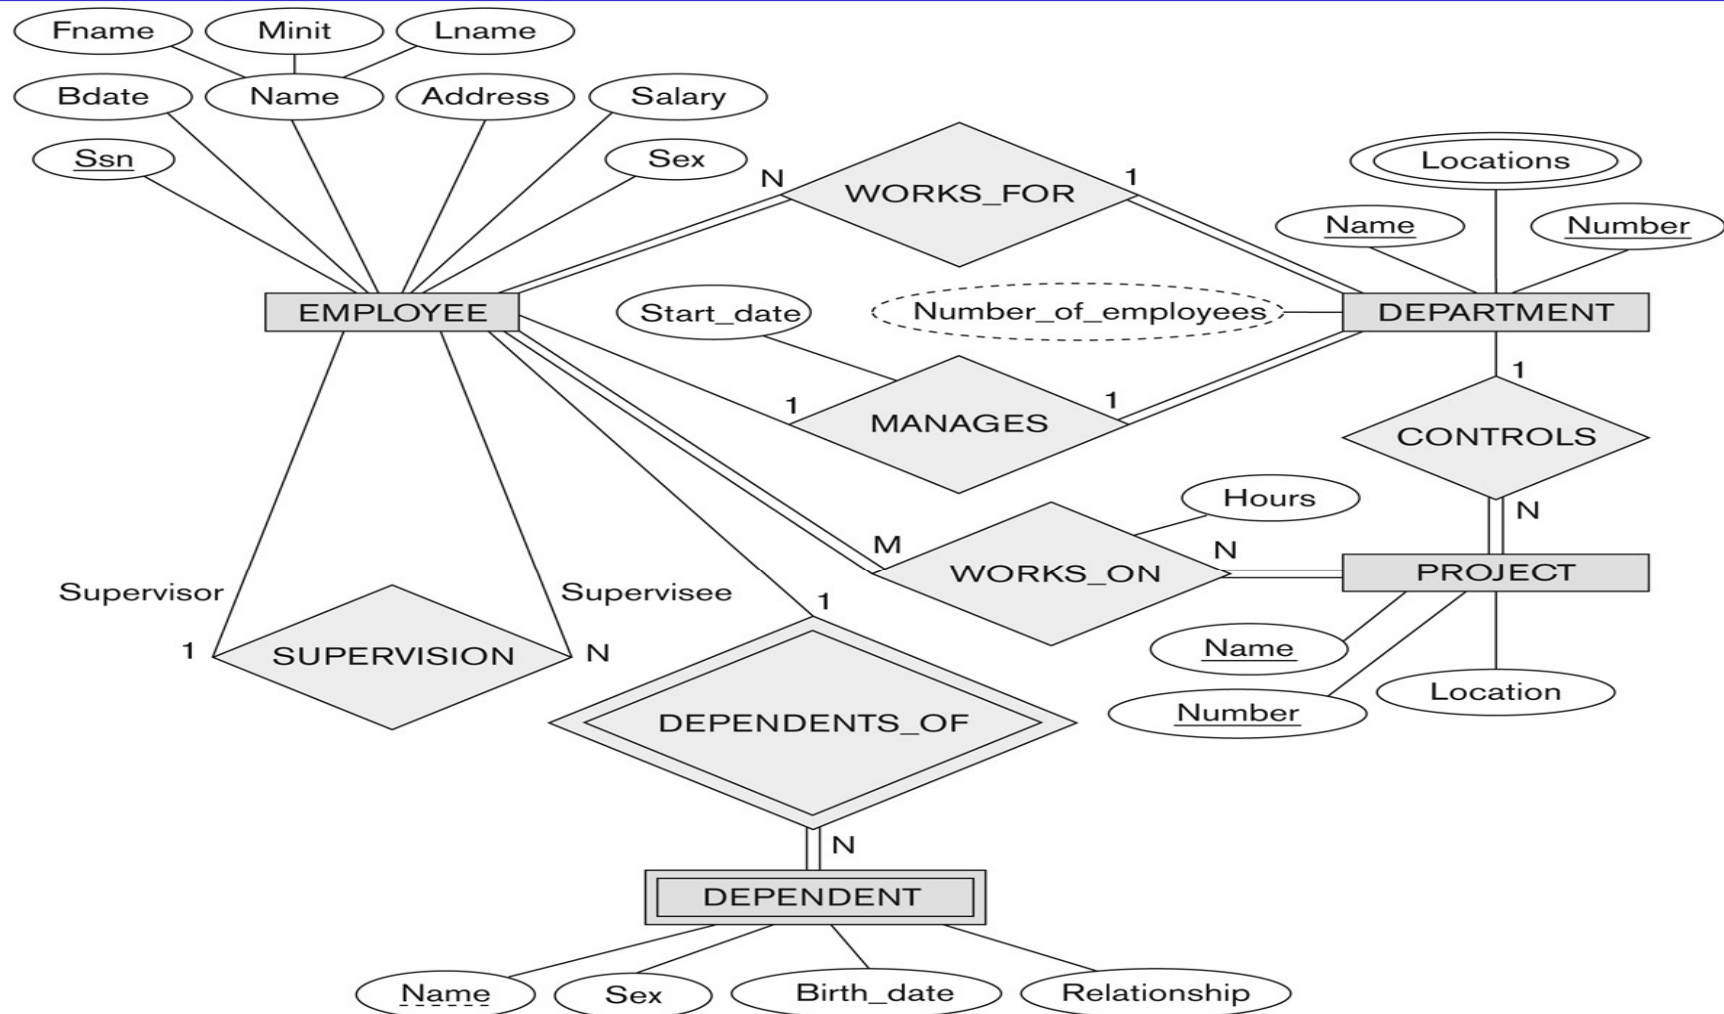 Fname
Minit
Lname
Bdate
Name
Address
Salary
Ssn
Sex
N
WORKS_FOR
1
Locations
Name
Number
EMPLOYEE
Start_date
Number_of_employees
DEPARTMENT
1
MANAGES
1
1
CONTROLS
N
Hours
M
WORKS_ON
N
PROJECT
Supervisor
Supervisee
1
SUPERVISION
N
1
Name
Number
Location
DEPENDENTS_OF
N
DEPENDENT
Name
Sex
Birth_date
Relationship